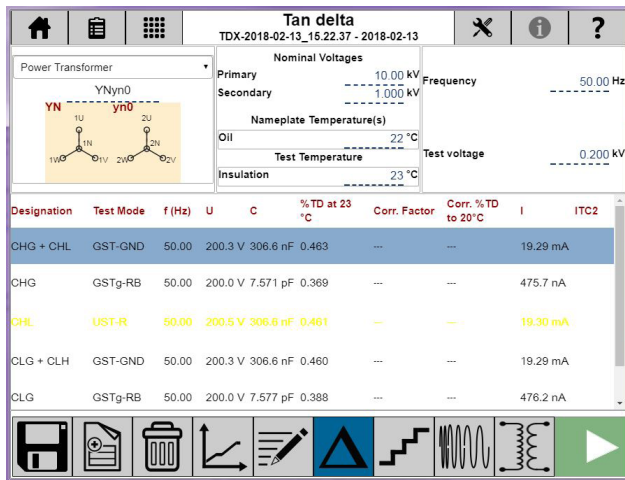 Tan delta
TDX-2018-02-13_15.22.37 - 2018-02-13
i
?
Power Transformer
YNyn0
YN yn0
1U 2U
1N 2N
1W 1V 2W 2V
Nominal Voltages
Primary 10.00 kV
Secondary 1.000 kV
Nameplate Temperature(s)
Oil 22 °C
Test Temperature
Insulation 23 °C
Frequency 50.00 Hz
Test voltage 0.200 kV
Designation Test Mode f (Hz) U C %TD at 23 °C Corr. Factor Corr. %TD to 20°C I ITC2
CHG + CHL GST-GND 50.00 200.3 V 306.6 nF 0.463 --- --- 19.29 mA
CHG GSTg-RB 50.00 200.0 V 7.571 pF 0.369 --- --- 475.7 nA
CHL UST-R 50.00 200.5 V 306.6 nF 0.461 --- --- 19.30 mA
CLG + CLH GST-GND 50.00 200.3 V 306.6 nF 0.460 --- --- 19.29 mA
CLG GSTg-RB 50.00 200.0 V 7.577 pF 0.388 --- --- 476.2 nA